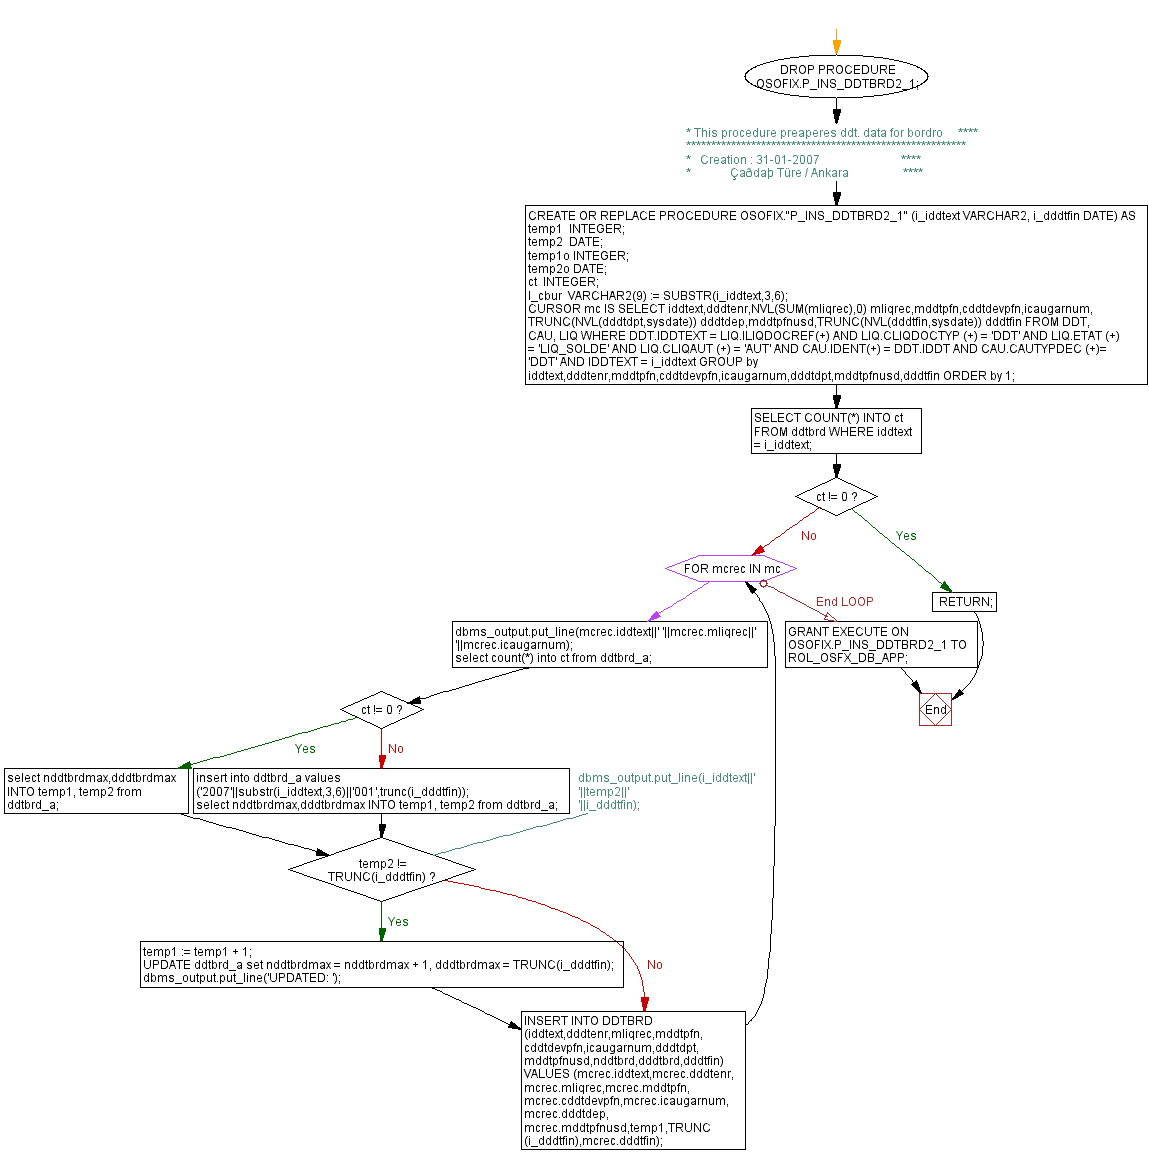 DROP PROCEDURE
OSOFIX.P_INS_DDTBRD2_1;
* This procedure preaperes ddt. data for bordro ****
********************************************************
* Creation : 31-01-2007 ****
* Çaðdaþ Türe / Ankara ****
CREATE OR REPLACE PROCEDURE OSOFIX."P_INS_DDTBRD2_1" (i_iddtext VARCHAR2, i_dddtfin DATE) AS
temp1 INTEGER;
temp2 DATE;
temp1o INTEGER;
temp2o DATE;
ct INTEGER;
l_cbur VARCHAR2(9) := SUBSTR(i_iddtext,3,6);
CURSOR mc IS SELECT iddtext,dddtenr,NVL(SUM(mliqrec),0) mliqrec,mddtpfn,cddtdevpfn,icaugarnum,
TRUNC(NVL(dddtdpt,sysdate)) dddtdep,mddtpfnusd,TRUNC(NVL(dddtfin,sysdate)) dddtfin FROM DDT,
CAU, LIQ WHERE DDT.IDDTEXT = LIQ.ILIQDOCREF(+) AND LIQ.CLIQDOCTYP (+) = 'DDT' AND LIQ.ETAT (+)
= 'LIQ_SOLDE' AND LIQ.CLIQAUT (+) = 'AUT' AND CAU.IDENT(+) = DDT.IDDT AND CAU.CAUTYPDEC (+)=
'DDT' AND IDDTEXT = i_iddtext GROUP by
iddtext,dddtenr,mddtpfn,cddtdevpfn,icaugarnum,dddtdpt,mddtpfnusd,dddtfin ORDER by 1;
SELECT COUNT(*) INTO ct
FROM ddtbrd WHERE iddtext
= i_iddtext;
ct != 0 ?
No
Yes
FOR mcrec IN mc
End LOOP
RETURN;
dbms_output.put_line(mcrec.iddtext||' '||mcrec.mliqrec||'
'||mcrec.icaugarnum);
select count(*) into ct from ddtbrd_a;
GRANT EXECUTE ON
OSOFIX.P_INS_DDTBRD2_1 TO
ROL_OSFX_DB_APP;
End
ct != 0 ?
Yes
No
select nddtbrdmax,dddtbrdmax
INTO temp1, temp2 from
ddtbrd_a;
insert into ddtbrd_a values
('2007'||substr(i_iddtext,3,6)||'001',trunc(i_dddtfin));
select nddtbrdmax,dddtbrdmax INTO temp1, temp2 from ddtbrd_a;
dbms_output.put_line(i_iddtext||'
'||temp2||'
'||i_dddtfin);
temp2 !=
TRUNC(i_dddtfin) ?
Yes
No
temp1 := temp1 + 1;
UPDATE ddtbrd_a set nddtbrdmax = nddtbrdmax + 1, dddtbrdmax = TRUNC(i_dddtfin);
dbms_output.put_line('UPDATED: ');
INSERT INTO DDTBRD
(iddtext,dddtenr,mliqrec,mddtpfn,
cddtdevpfn,icaugarnum,dddtdpt,
mddtpfnusd,nddtbrd,dddtbrd,dddtfin)
VALUES (mcrec.iddtext,mcrec.dddtenr,
mcrec.mliqrec,mcrec.mddtpfn,
mcrec.cddtdevpfn,mcrec.icaugarnum,
mcrec.dddtdep,
mcrec.mddtpfnusd,temp1,TRUNC
(i_dddtfin),mcrec.dddtfin);